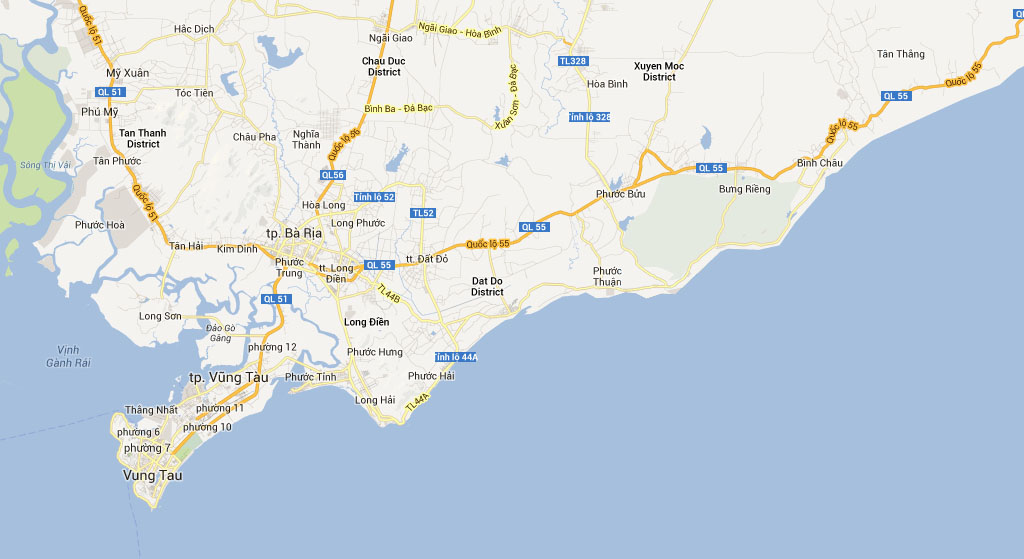 Quốc lộ 51
Hắc Dịch
Ngãi Giao
Ngãi Giao - Hòa Bình
QL 55
Chau Duc
District
TL328
Xuyen Moc
District
Tân Thắng
Mỹ Xuân
QL 51
Tóc Tiên
Hòa Bình
Quốc lộ 55
QL 55
Phú Mỹ
Bình Ba - Đá Bạc
Xuân Sơn - Đá Bạc
Tỉnh lộ 328
Tan Thanh
District
Châu Pha
Nghĩa
Thành
Quốc lộ 56
Quốc lộ 55
Sông Thị Vải
Tân Phước
QL56
QL 55
Bình Châu
Quốc lộ 51
Hòa Long
Tỉnh lộ 52
Phước Bửu
Bưng Riềng
TL52
Phước Hoà
Long Phước
QL 55
tp. Bà Rịa
Tân Hải
Kim Dinh
Quốc lộ 55
Phước
Trung
tt. Long
Điền
QL 55
tt. Đất Đỏ
Phước
Thuận
Dat Do
District
QL 51
TL44B
Long Sơn
Đảo Gò
Găng
Long Điền
Vịnh
Gành Rái
phường 12
Phước Hưng
Tỉnh lộ 44A
tp. Vũng Tàu
Phước Tỉnh
Phước Hải
Thắng Nhất
phường 11
Long Hải
TL44A
phường 10
phường 6
phường 7
Vung Tau